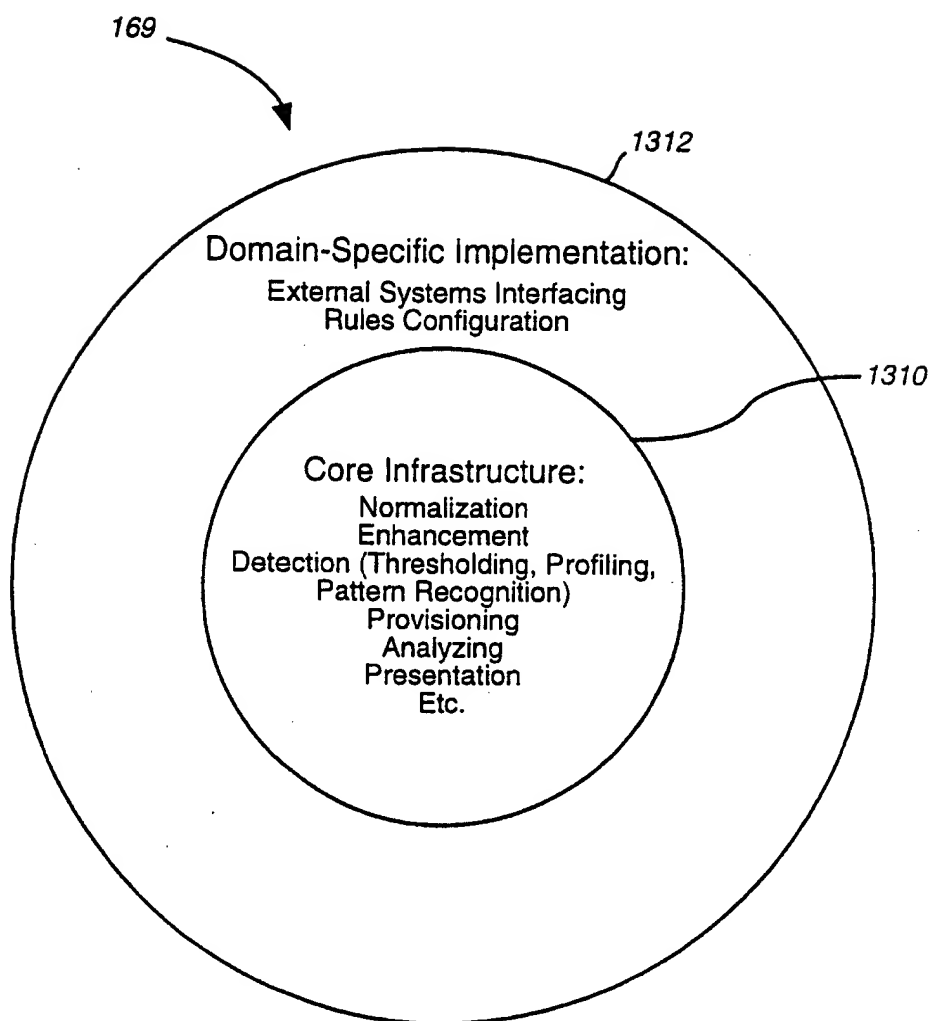 169
1312
Domain-Specific Implementation:
External Systems Interfacing
Rules Configuration
1310
Core Infrastructure:
Normalization
Enhancement
Detection (Thresholding, Profiling,
Pattern Recognition)
Provisioning
Analyzing
Presentation
Etc.